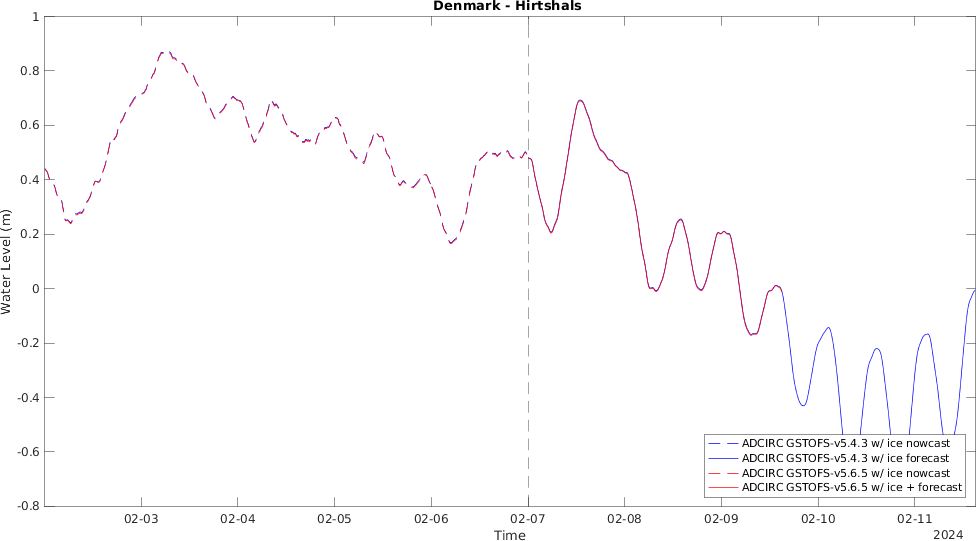 Denmark - Hirtshals
1
0.8
0.6
0.4
0.2
0
-0.2
-0.4
-0.6
-0.8
Water Level (m)
02-03 02-04 02-05 02-06 02-07 02-08 02-09 02-10 02-11
Time
2024
ADCIRC GSTOFS-v5.4.3 w/ ice nowcast
ADCIRC GSTOFS-v5.4.3 w/ ice forecast
ADCIRC GSTOFS-v5.6.5 w/ ice nowcast
ADCIRC GSTOFS-v5.6.5 w/ ice + forecast